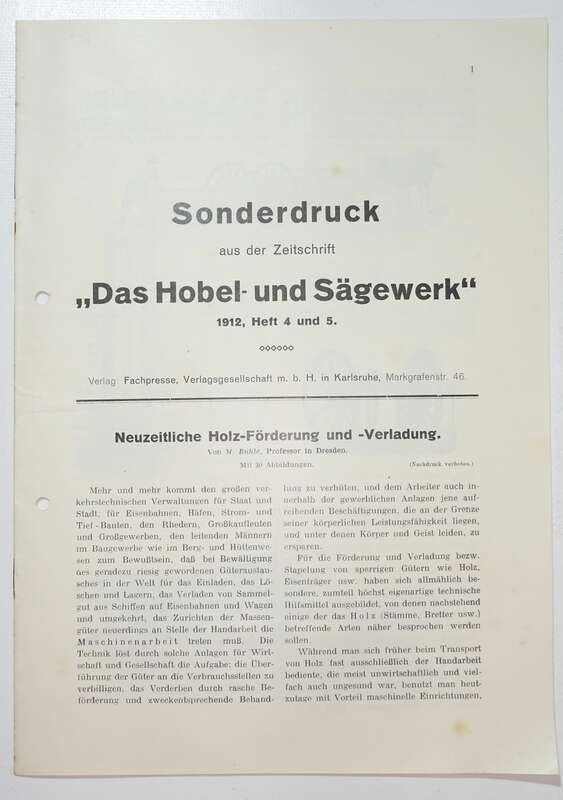 1
Sonderdruck
aus der Zeitschrift
„Das Hobel- und Sägewerk“
1912, Heft 4 und 5.
Verlag: Fachpresse, Verlagsgesellschaft m. b. H. in Karlsruhe, Markgrafenstr. 46.
Neuzeitliche Holz-Förderung und -Verladung.
Von M. Buhle, Professor in Dresden.
Mit 30 Abbildungen.
(Nachdruck verboten.)
Mehr und mehr kommt den großen ver-
kehrstechnischen Verwaltungen für Staat und
Stadt, für Eisenbahnen, Häfen, Strom- und
Tief-Bauten, den Rhedern, Großkaufleuten
und Großgewerben, den leitenden Männern
im Baugewerbe wie im Berg- und Hüttenwe-
sen zum Bewußtsein, daß bei Bewältigung
des geradezu riesig gewordenen Güteraustau-
sches in der Welt für das Einladen, das Lö-
schen und Lagern, das Verladen von Sammel-
gut aus Schiffen auf Eisenbahnen und Wagen
und umgekehrt, das Zurichten der Massen-
güter neuerdings an Stelle der Handarbeit die
Maschinenarbeit treten muß. Die
Technik löst durch solche Anlagen für Wirt-
schaft und Gesellschaft die Aufgabe: die Über-
führung der Güter an die Verbrauchsstellen zu
verbilligen, das Verderben durch rasche Be-
förderung und zweckentsprechende Behand-
lung zu verhüten, und dem Arbeiter auch in-
nerhalb der gewerblichen Anlagen jene auf-
reibenden Beschäftigungen, die an der Grenze
seiner körperlichen Leistungsfähigkeit liegen,
und unter denen Körper und Geist leiden, zu
ersparen.
Für die Förderung und Verladung bezw.
Stapelung von sperrigen Gütern wie Holz,
Eisenträger usw. haben sich allmählich be-
sondere, zumteil höchst eigenartige technische
Hilfsmittel ausgebildet, von denen nachstehend
einige der das Holz (Stämme, Bretter usw.)
betreffende Arten näher besprochen werden
sollen.
Während man sich früher beim Transport
von Holz fast ausschließlich der Handarbeit
bediente, die meist unwirtschaftlich und viel-
fach auch ungesund war, benutzt man heut-
zutage mit Vorteil maschinelle Einrichtungen,